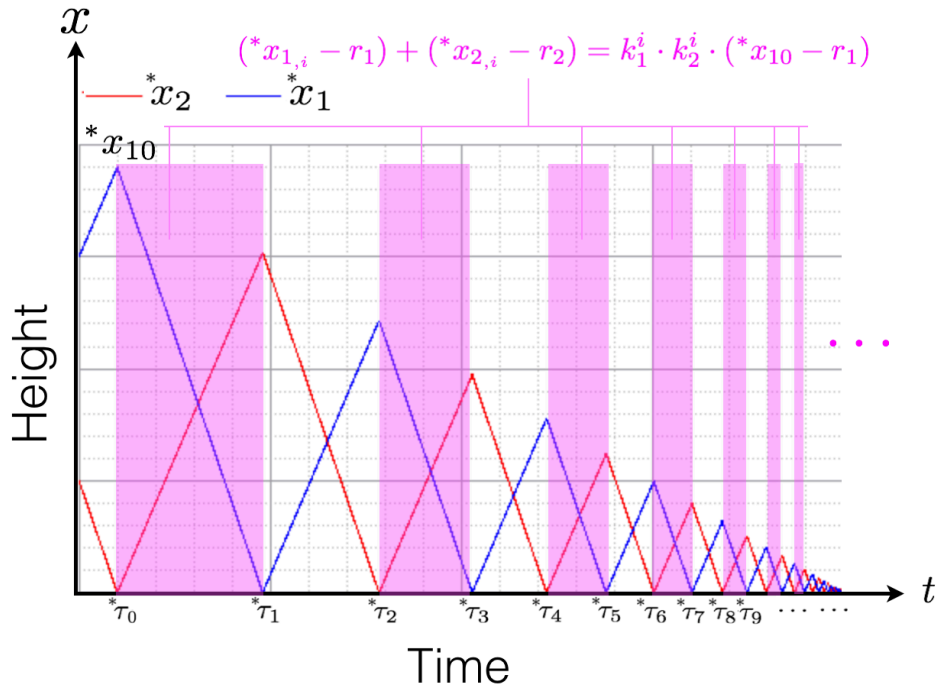 x
(*x₁,ᵢ − r₁) + (*x₂,ᵢ − r₂) = k₁ⁱ · k₂ⁱ · (*x₁₀ − r₁)
*x₂ *x₁
*x₁₀
Height
...
t
*τ₀ *τ₁ *τ₂ *τ₃ *τ₄ *τ₅ *τ₆ *τ₇ *τ₈ *τ₉ ... ...
Time